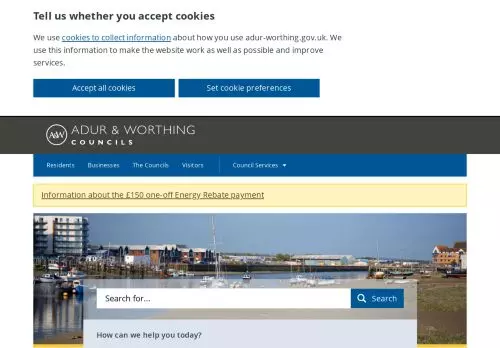 Tell us whether you accept cookies
We use cookies to collect information about how you use adur-worthing.gov.uk. We
use this information to make the website work as well as possible and improve
services.
Accept all cookies
Set cookie preferences
A&W ADUR & WORTHING
COUNCILS
Residents Businesses The Councils Visitors Council Services
Information about the £150 one-off Energy Rebate payment
Search for... Search
How can we help you today?